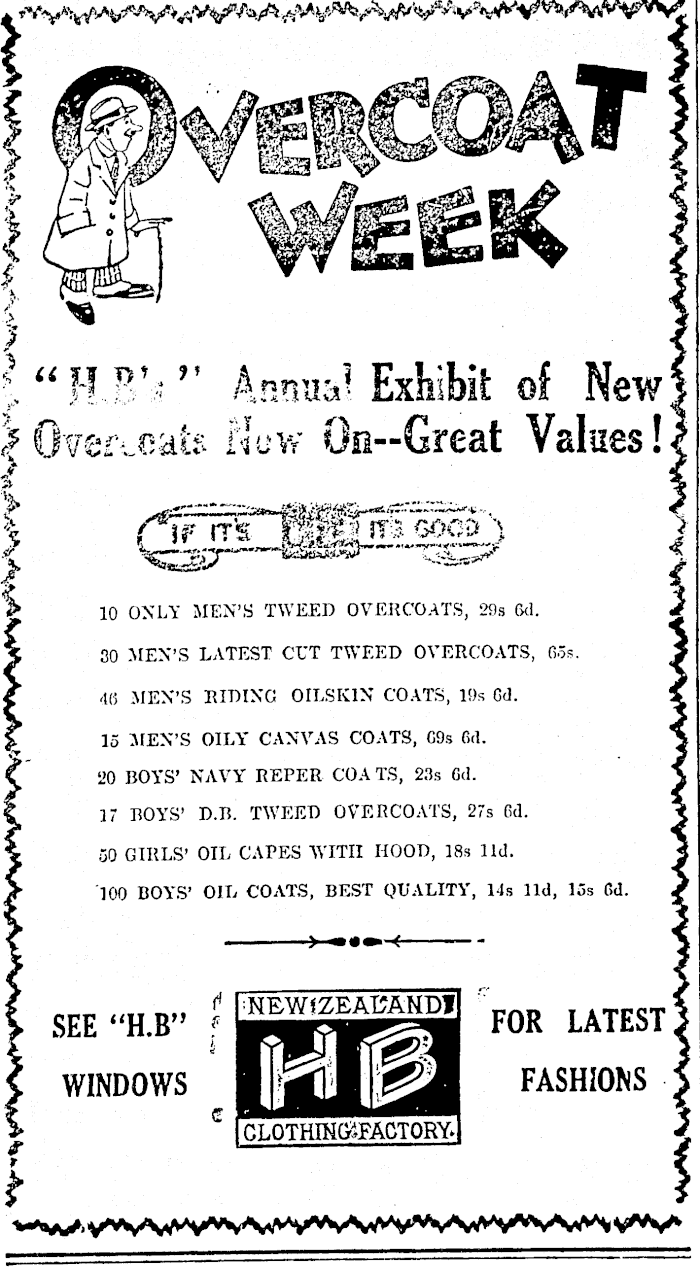 OVERCOAT
WEEK
"H.B's" Annual Exhibit of New
Overcoats Now On--Great Values!
IF IT'S IT'S GOOD
10 ONLY MEN'S TWEED OVERCOATS, 29s 6d.
30 MEN'S LATEST CUT TWEED OVERCOATS, 65s.
46 MEN'S RIDING OILSKIN COATS, 19s 6d.
15 MEN'S OILY CANVAS COATS, 69s 6d.
20 BOYS' NAVY REPER COATS, 23s 6d.
17 BOYS' D.B. TWEED OVERCOATS, 27s 6d.
50 GIRLS' OIL CAPES WITH HOOD, 18s 11d.
100 BOYS' OIL COATS, BEST QUALITY, 14s 11d, 15s 6d.
SEE "H.B"
WINDOWS
NEW ZEALAND
HB
CLOTHING FACTORY.
FOR LATEST
FASHIONS